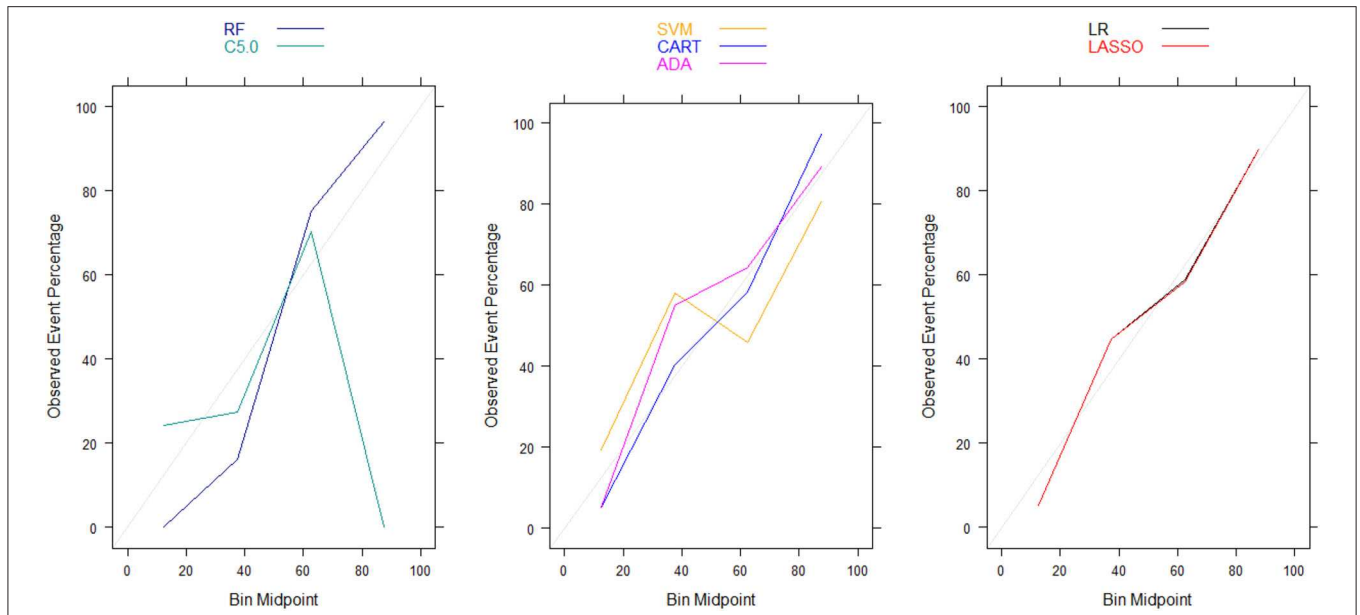 RF
C5.0
100
80
60
40
20
0
Observed Event Percentage
0 20 40 60 80 100
Bin Midpoint
SVM
CART
ADA
100
80
60
40
20
0
Observed Event Percentage
0 20 40 60 80 100
Bin Midpoint
LR
LASSO
100
80
60
40
20
0
Observed Event Percentage
0 20 40 60 80 100
Bin Midpoint